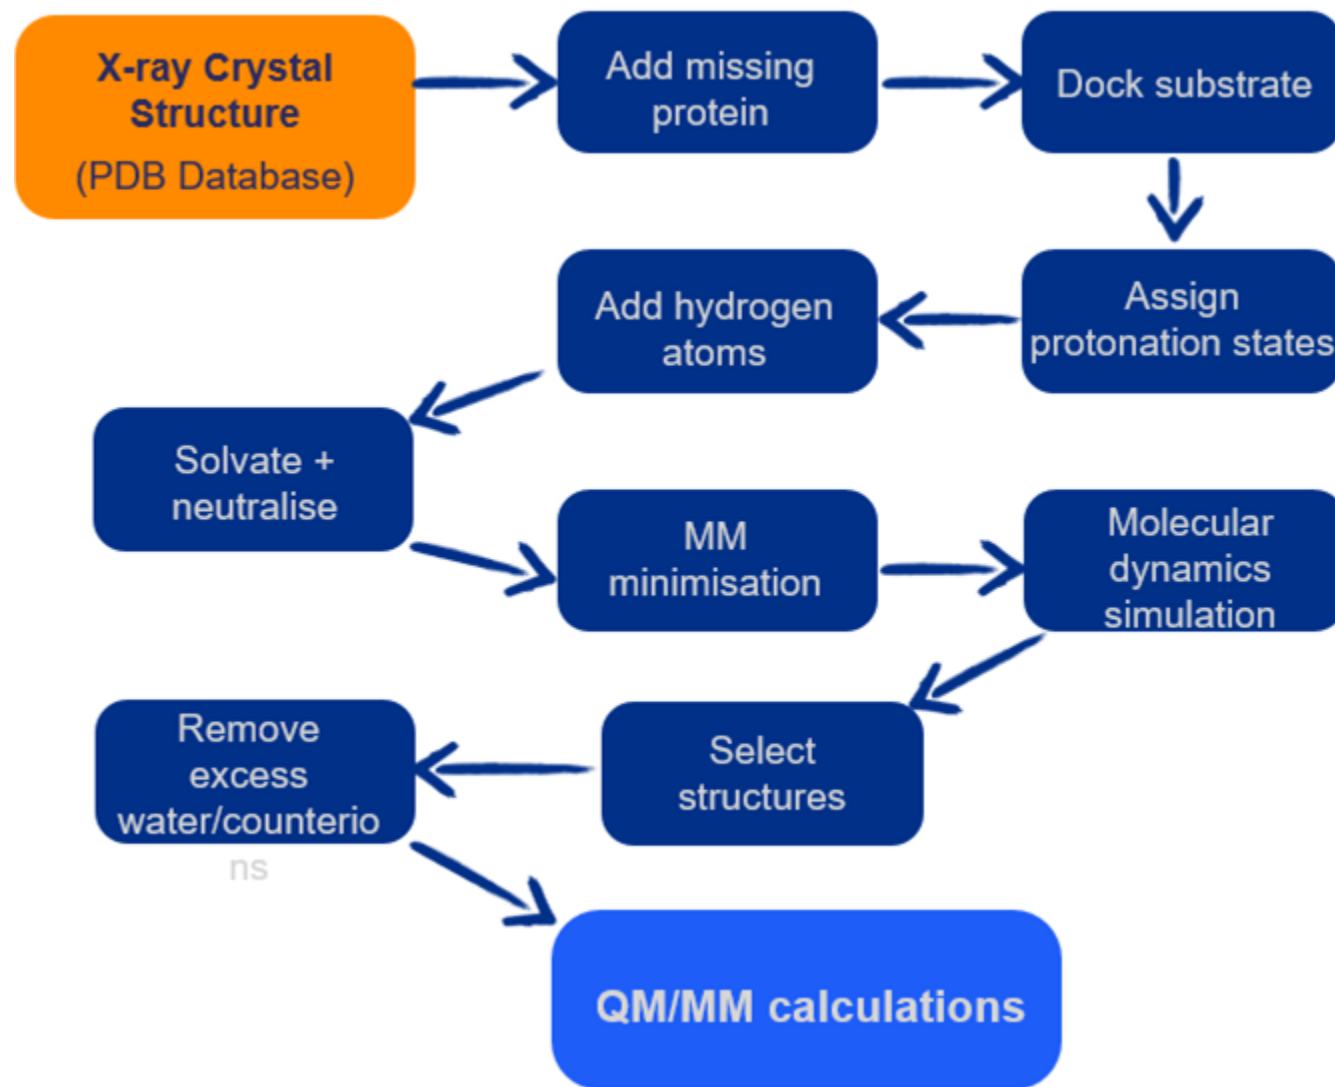 X-ray Crystal
Structure
(PDB Database)
Add missing
protein
Dock substrate
Assign
protonation states
Add hydrogen
atoms
Solvate +
neutralise
MM
minimisation
Molecular
dynamics
simulation
Select
structures
Remove
excess
water/counterio
ns
QM/MM calculations